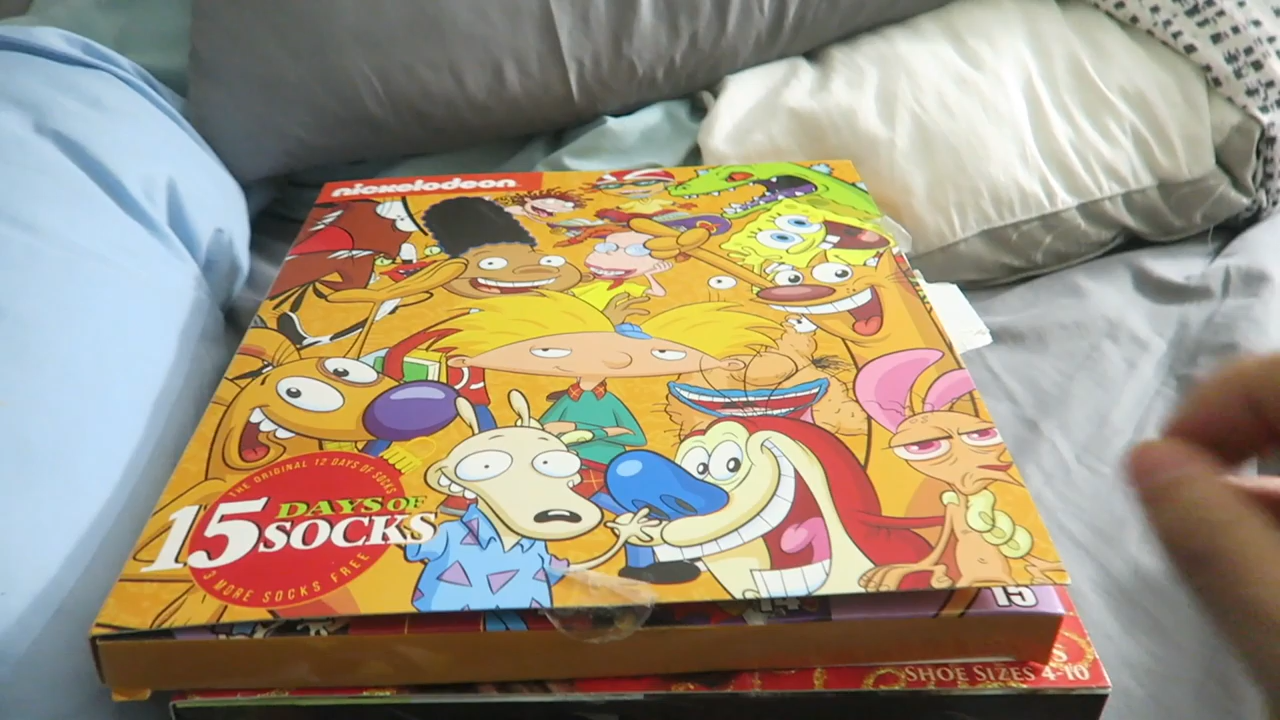 nickelodeon
THE ORIGINAL 12 DAYS OF SOCKS
15 DAYS OF
SOCKS
3 MORE SOCKS FREE
14
15
SHOE SIZES 4-10